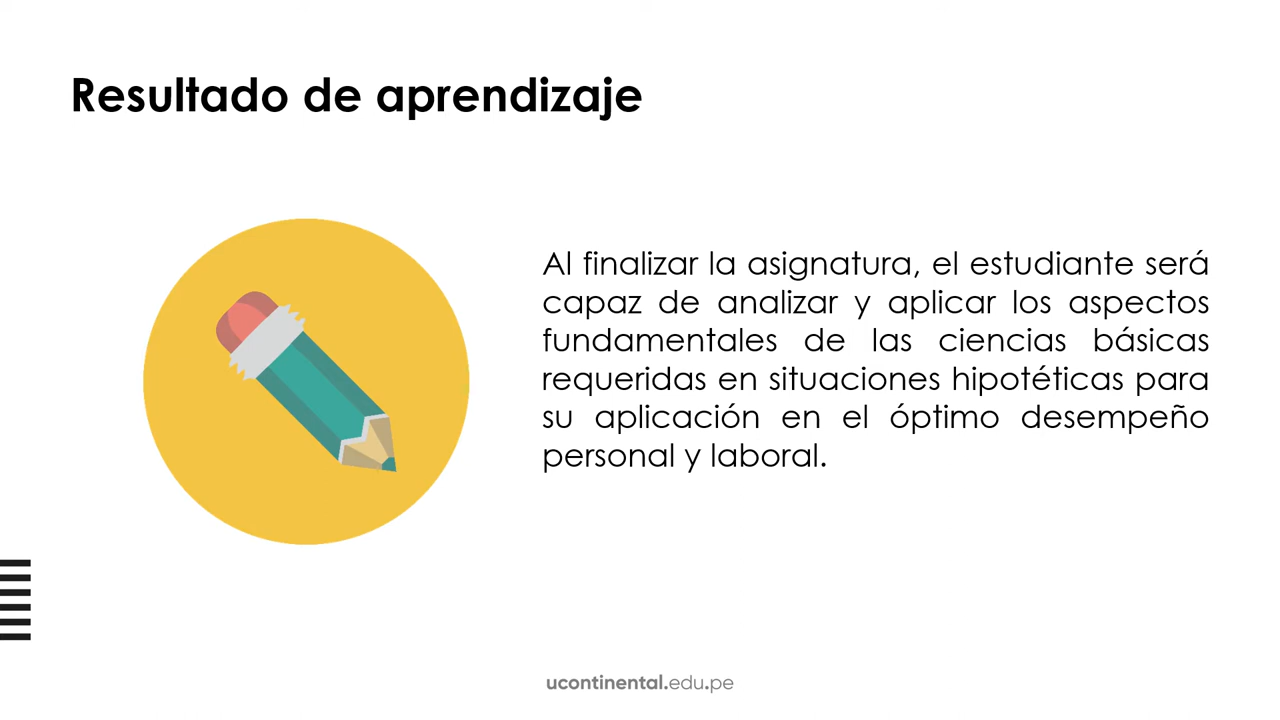 Resultado de aprendizaje
Al finalizar la asignatura, el estudiante será
capaz de analizar y aplicar los aspectos
fundamentales de las ciencias básicas
requeridas en situaciones hipotéticas para
su aplicación en el óptimo desempeño
personal y laboral.
ucontinental.edu.pe